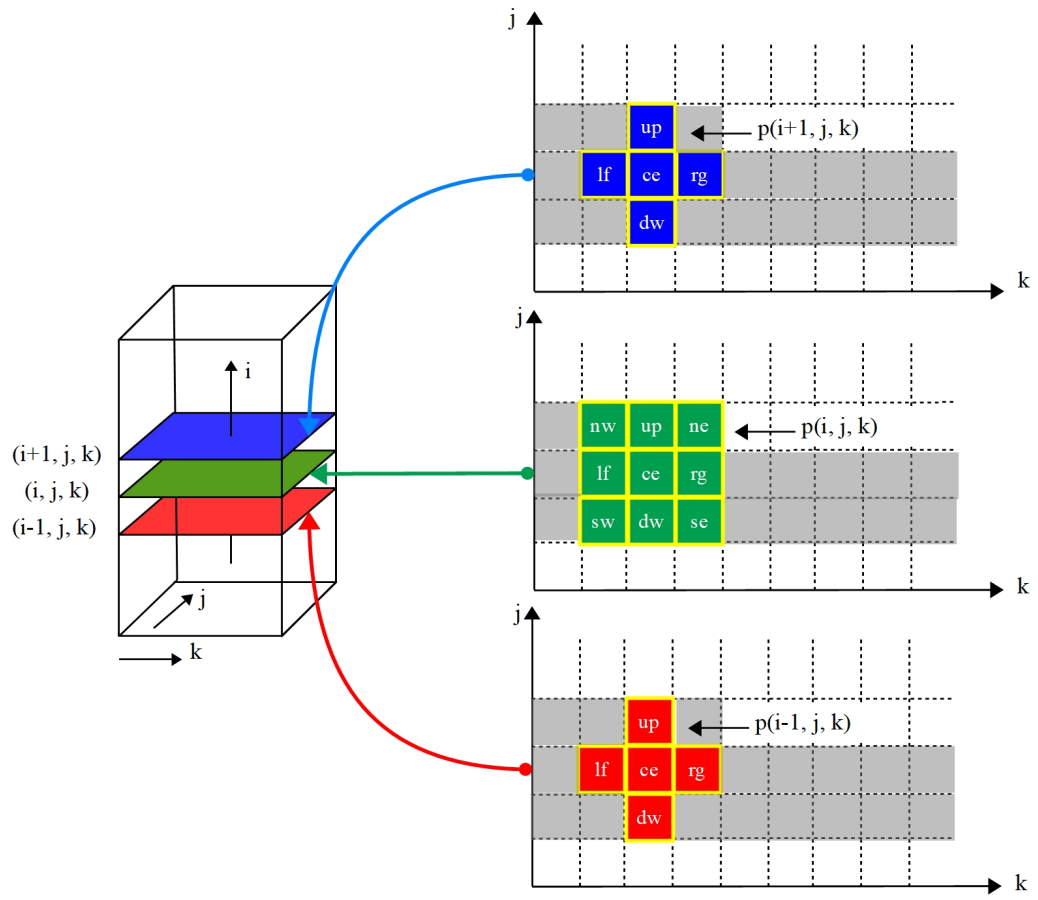 j
up
p(i+1, j, k)
lf ce rg
dw
k
i
(i+1, j, k)
(i, j, k)
(i-1, j, k)
j
k
j
nw up ne
p(i, j, k)
lf ce rg
sw dw se
k
j
up
p(i-1, j, k)
lf ce rg
dw
k